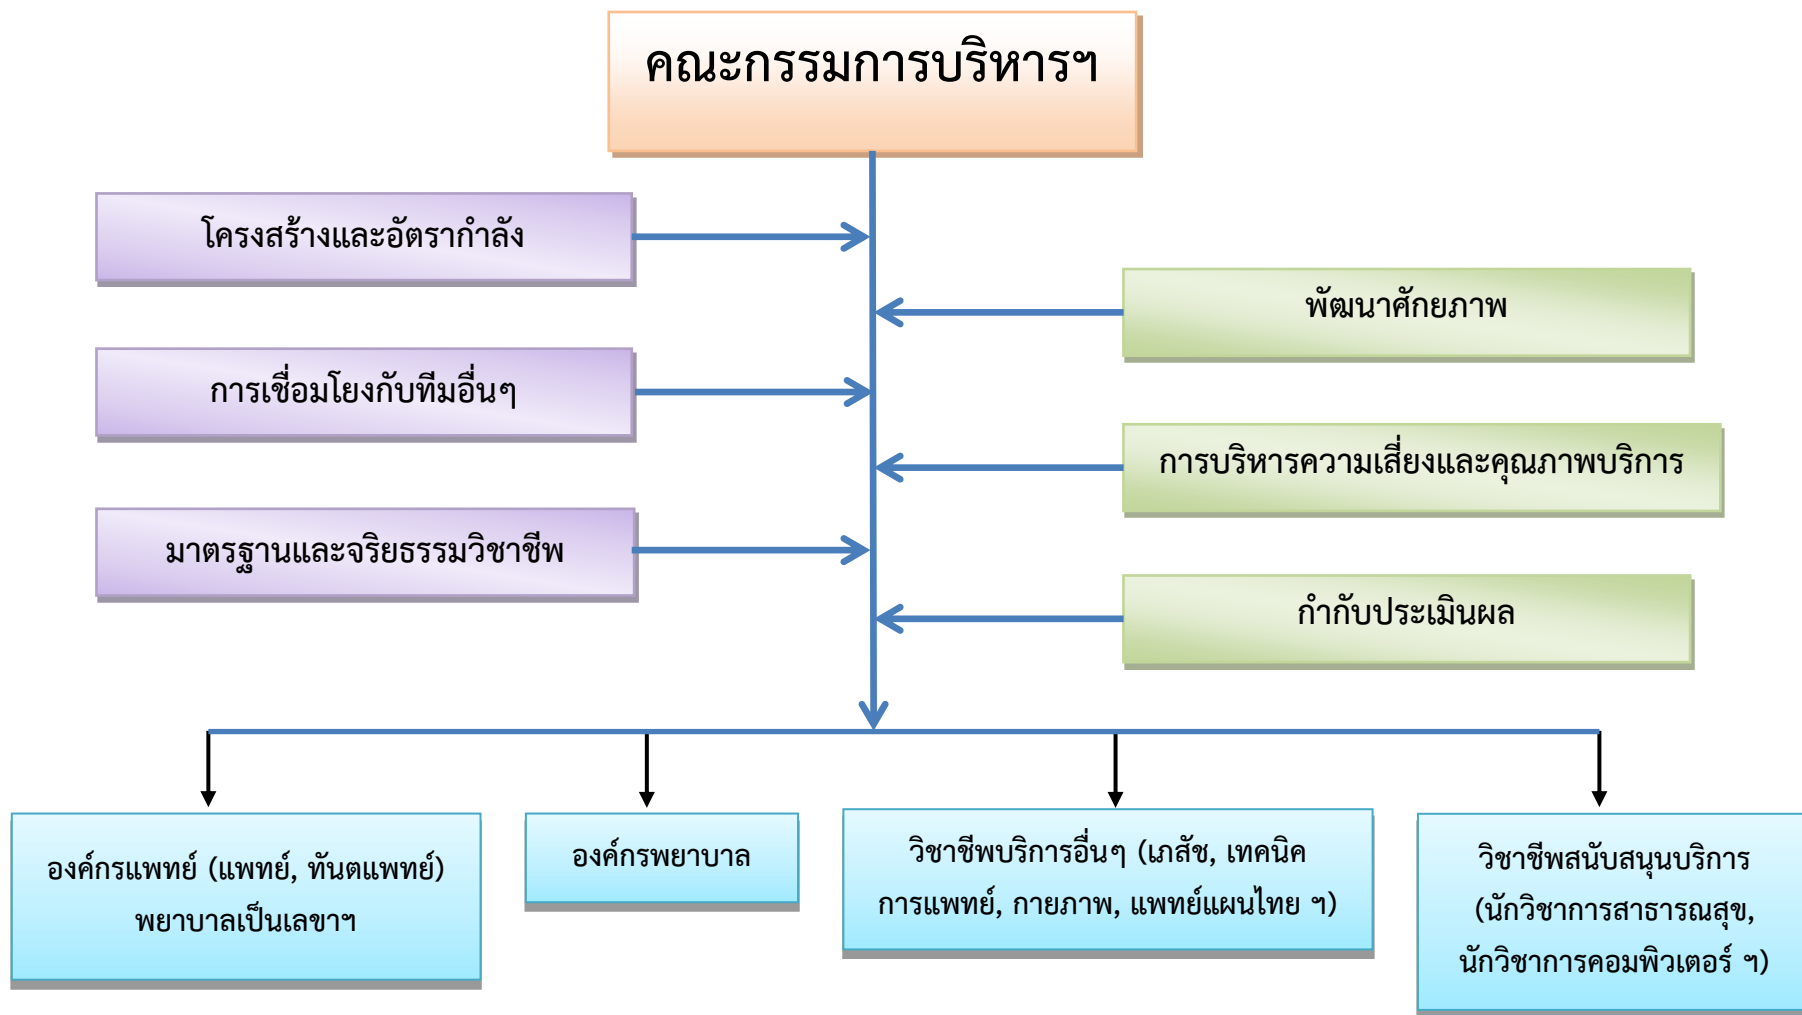 คณะกรรมการบริหารฯ
โครงสร้างและอัตรากำลัง
พัฒนาศักยภาพ
การเชื่อมโยงกับทีมอื่นๆ
การบริหารความเสี่ยงและคุณภาพบริการ
มาตรฐานและจริยธรรมวิชาชีพ
กำกับประเมินผล
องค์กรแพทย์ (แพทย์, ทันตแพทย์)
พยาบาลเป็นเลขาฯ
องค์กรพยาบาล
วิชาชีพบริการอื่นๆ (เภสัช, เทคนิค
การแพทย์, กายภาพ, แพทย์แผนไทย ฯ)
วิชาชีพสนับสนุนบริการ
(นักวิชาการสาธารณสุข,
นักวิชาการคอมพิวเตอร์ ฯ)